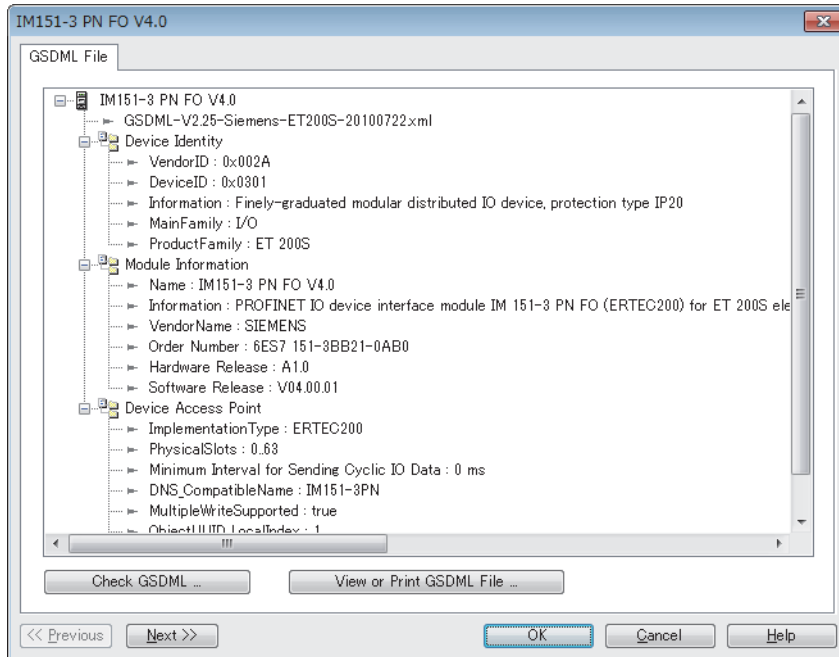 IM151-3 PN FO V4.0
GSDML File
IM151-3 PN FO V4.0
GSDML-V2.25-Siemens-ET200S-20100722.xml
Device Identity
VendorID : 0x002A
DeviceID : 0x0301
Information : Finely-graduated modular distributed IO device, protection type IP20
MainFamily : I/O
ProductFamily : ET 200S
Module Information
Name : IM151-3 PN FO V4.0
Information : PROFINET IO device interface module IM 151-3 PN FO (ERTEC200) for ET 200S ele
VendorName : SIEMENS
Order Number : 6ES7 151-3BB21-0AB0
Hardware Release : A1.0
Software Release : V04.00.01
Device Access Point
ImplementationType : ERTEC200
PhysicalSlots : 0..63
Minimum Interval for Sending Cyclic IO Data : 0 ms
DNS_CompatibleName : IM151-3PN
MultipleWriteSupported : true
ObjectUUID_LocalIndex : 1
Check GSDML ...
View or Print GSDML File ...
<< Previous
Next >>
OK
Cancel
Help